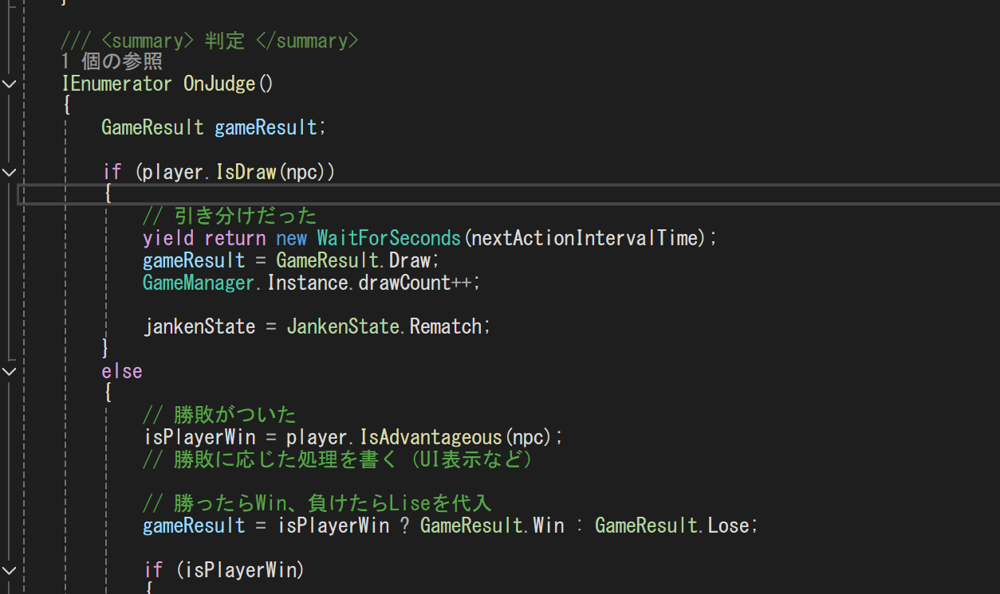 }
/// <summary> 判定 </summary>
1 個の参照
IEnumerator OnJudge()
{
GameResult gameResult;
if (player.IsDraw(npc))
{
// 引き分けだった
yield return new WaitForSeconds(nextActionIntervalTime);
gameResult = GameResult.Draw;
GameManager.Instance.drawCount++;
jankenState = JankenState.Rematch;
}
else
{
// 勝敗がついた
isPlayerWin = player.IsAdvantageous(npc);
// 勝敗に応じた処理を書く（UI表示など）
// 勝ったらWin、負けたらLiseを代入
gameResult = isPlayerWin ? GameResult.Win : GameResult.Lose;
if (isPlayerWin)
{